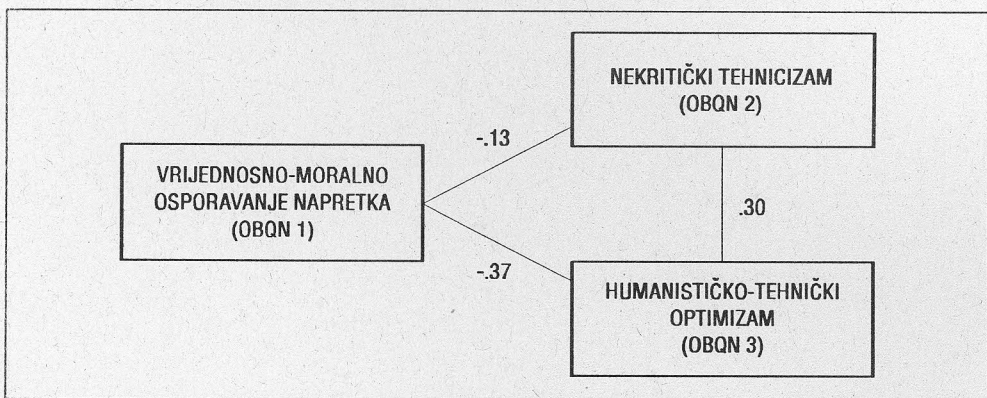 NEKRITIČKI TEHNICIZAM
(OBQN 2)
-.13
VRIJEDNOSNO-MORALNO
OSPORAVANJE NAPRETKA
(OBQN 1)
.30
-.37
HUMANISTIČKO-TEHNIČKI
OPTIMIZAM
(OBQN 3)